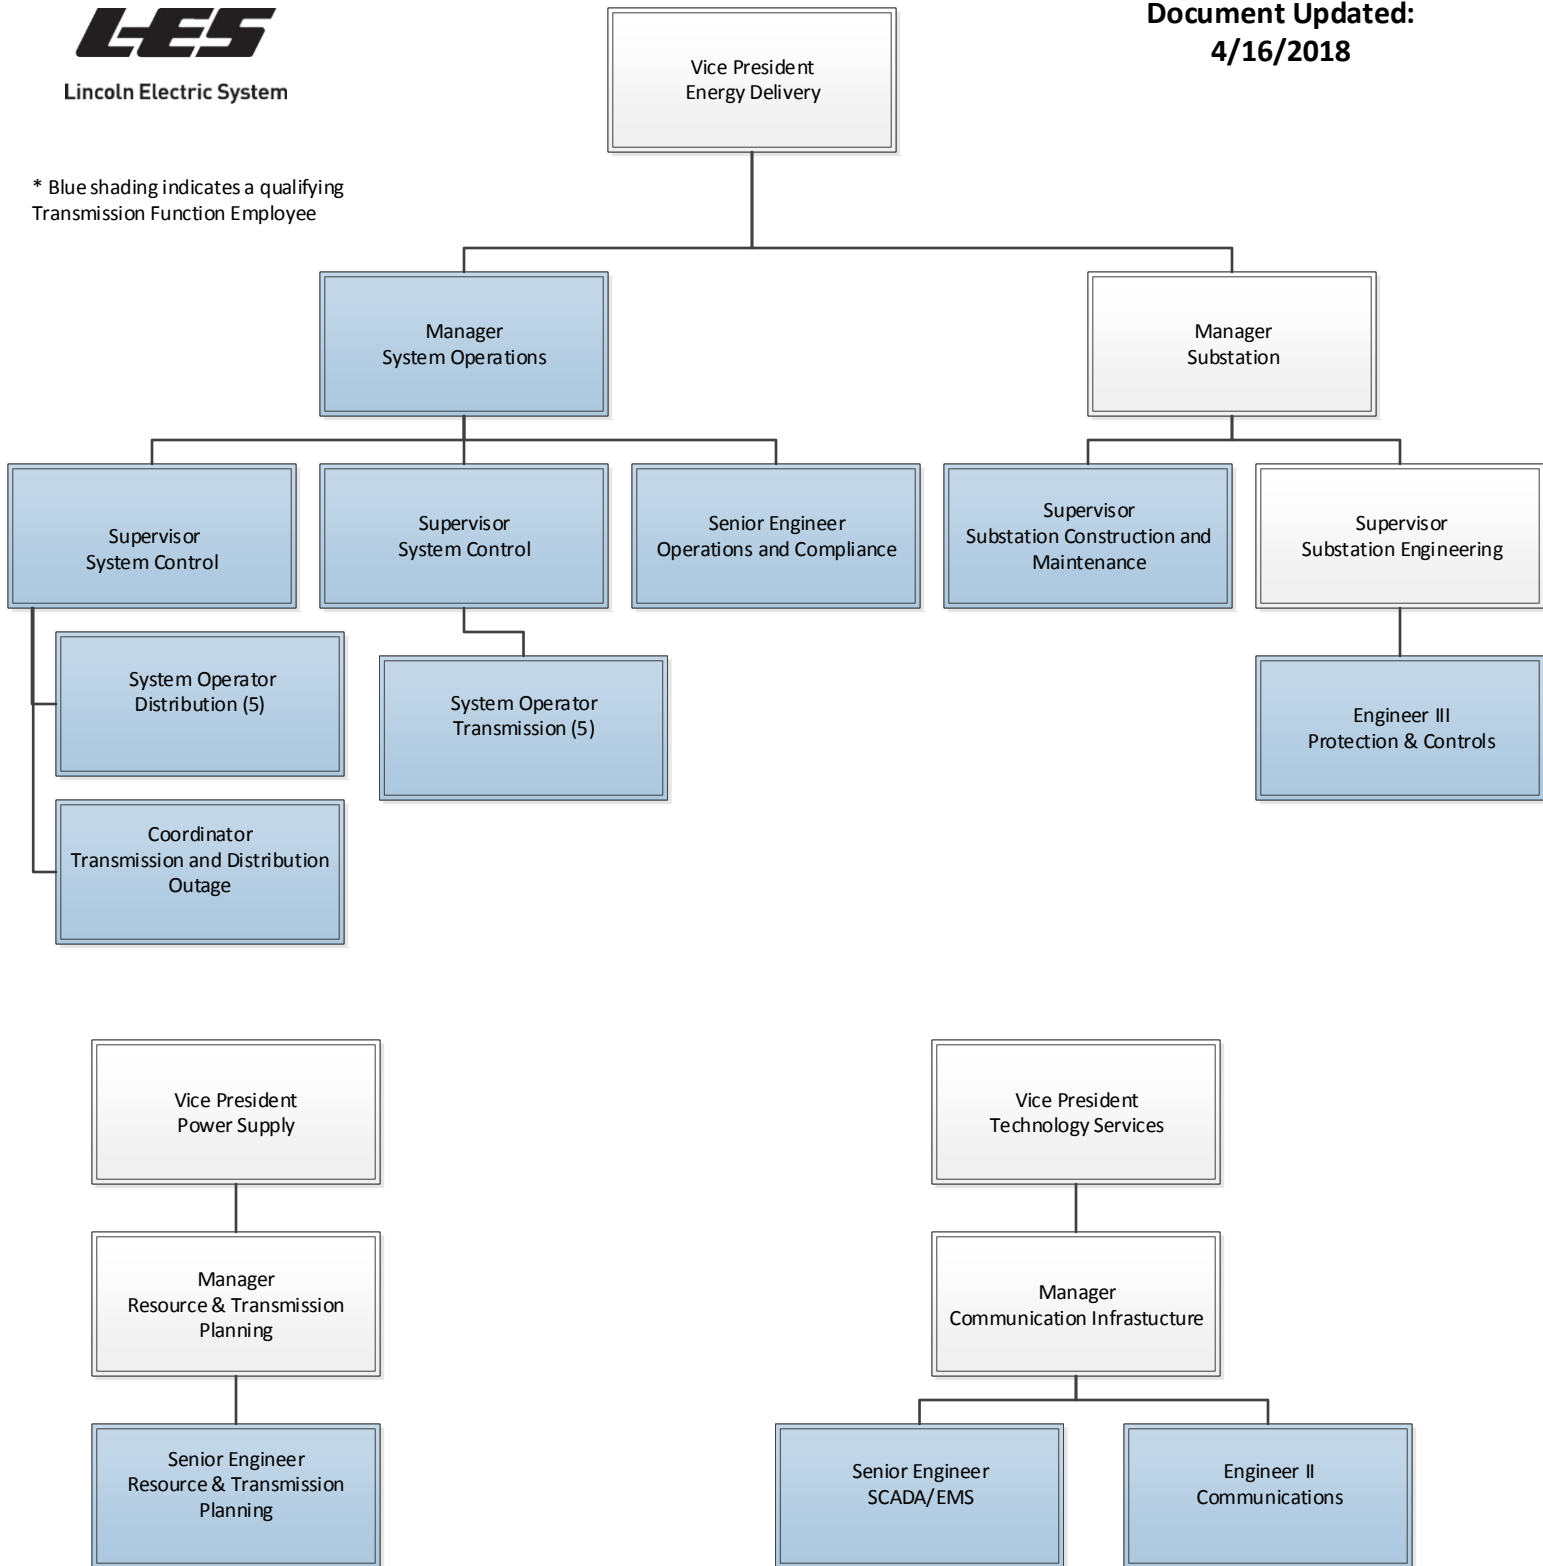 LES
Lincoln Electric System
Document Updated:
4/16/2018
Vice President
Energy Delivery
* Blue shading indicates a qualifying
Transmission Function Employee
Manager
System Operations
Manager
Substation
Supervisor
System Control
Supervisor
System Control
Senior Engineer
Operations and Compliance
Supervisor
Substation Construction and
Maintenance
Supervisor
Substation Engineering
System Operator
Distribution (5)
System Operator
Transmission (5)
Engineer III
Protection & Controls
Coordinator
Transmission and Distribution
Outage
Vice President
Power Supply
Vice President
Technology Services
Manager
Resource & Transmission
Planning
Manager
Communication Infrastucture
Senior Engineer
Resource & Transmission
Planning
Senior Engineer
SCADA/EMS
Engineer II
Communications